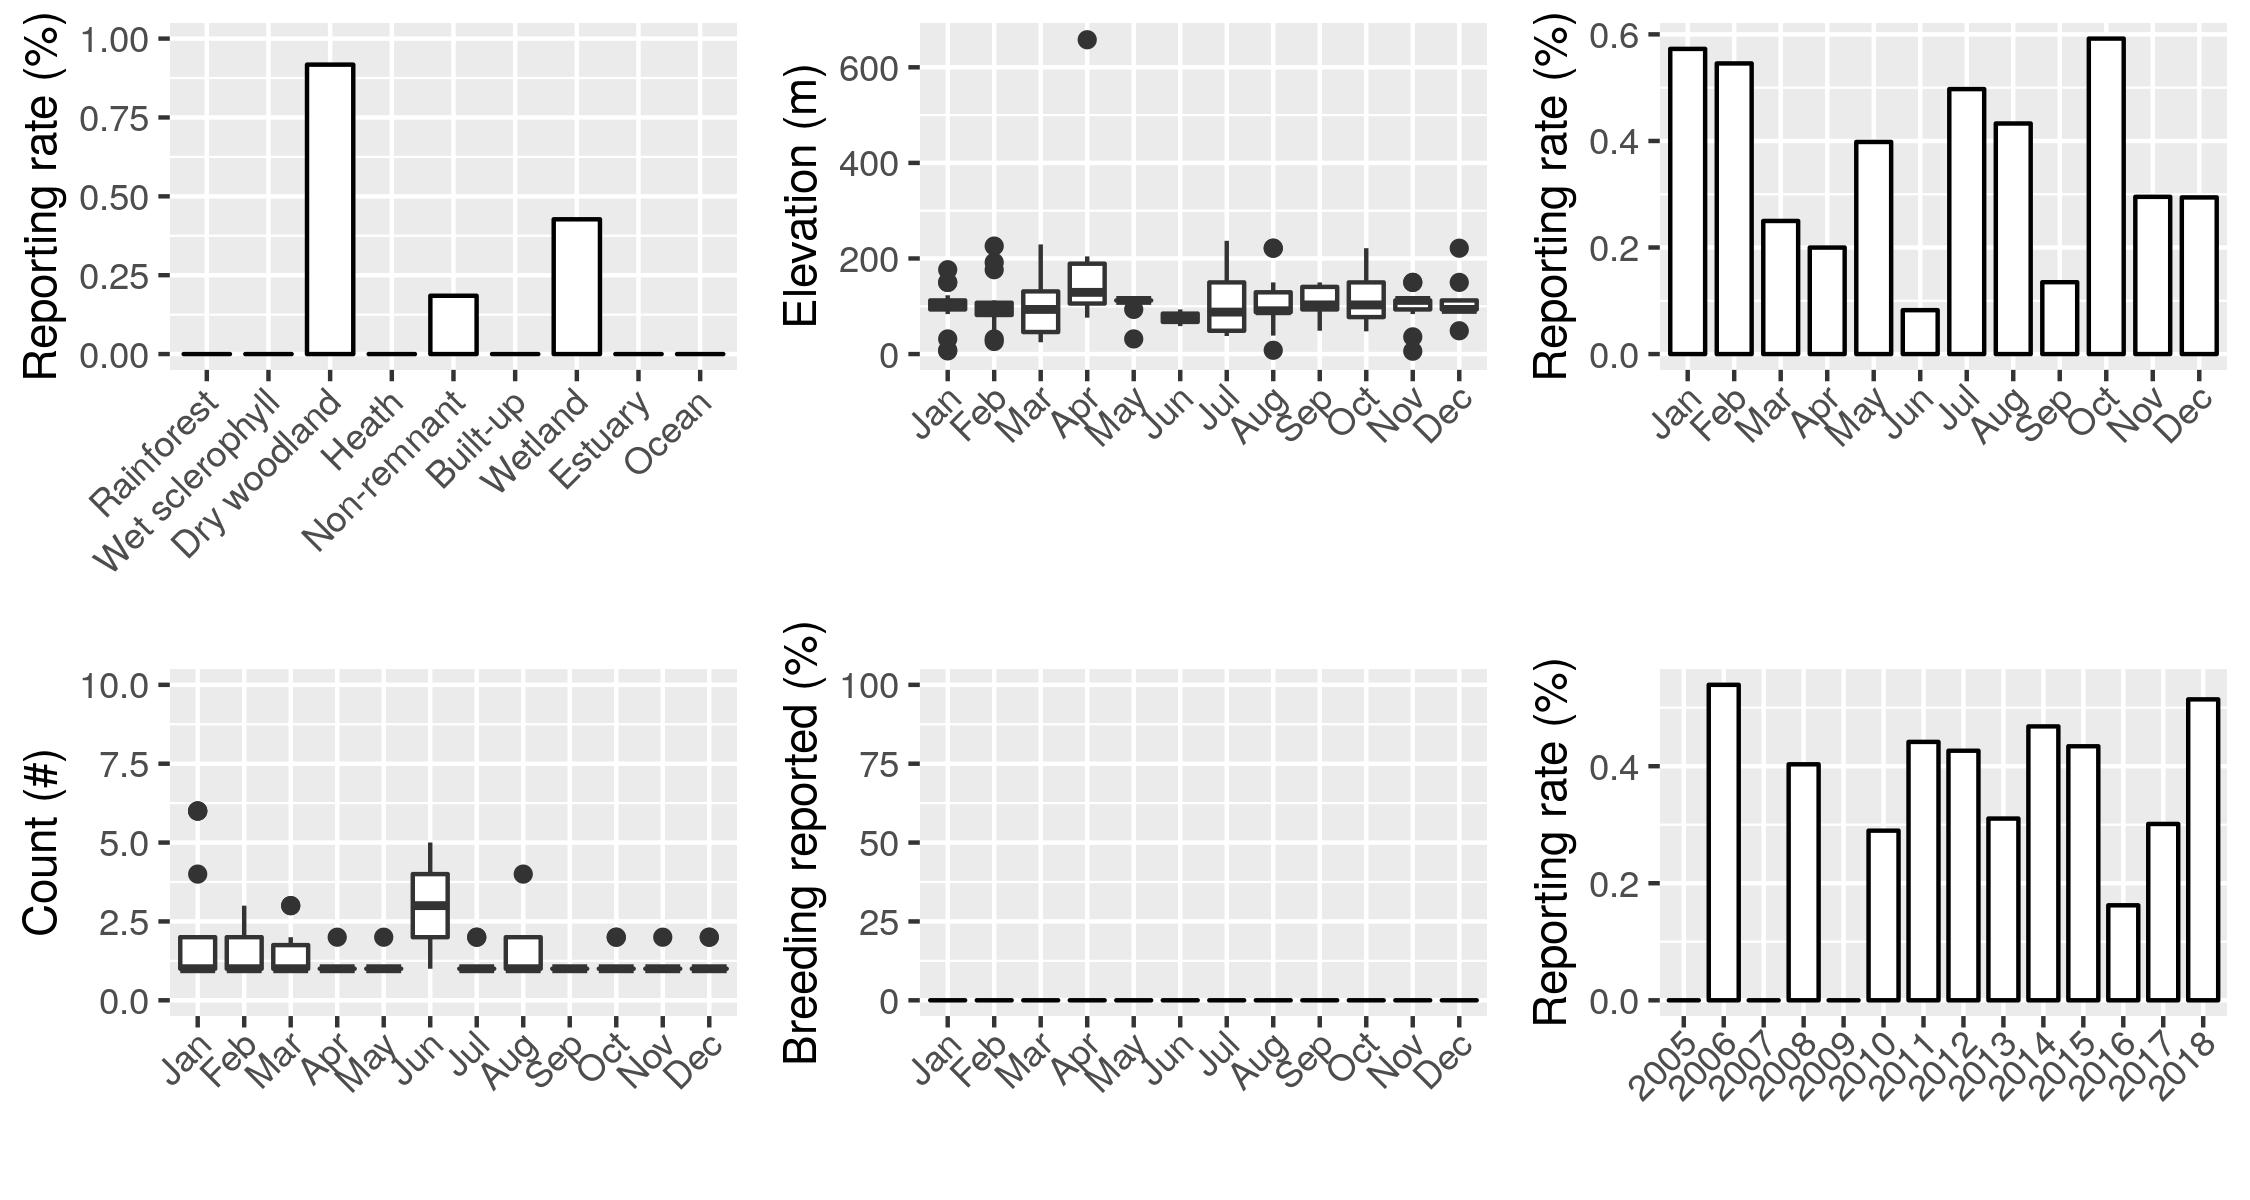 Reporting rate (%)
1.00
0.75
0.50
0.25
0.00
Rainforest
Wet sclerophyll
Dry woodland
Heath
Non-remnant
Built-up
Wetland
Estuary
Ocean
Elevation (m)
600
400
200
0
Jan
Feb
Mar
Apr
May
Jun
Jul
Aug
Sep
Oct
Nov
Dec
Reporting rate (%)
0.6
0.4
0.2
0.0
Jan
Feb
Mar
Apr
May
Jun
Jul
Aug
Sep
Oct
Nov
Dec
Count (#)
10.0
7.5
5.0
2.5
0.0
Jan
Feb
Mar
Apr
May
Jun
Jul
Aug
Sep
Oct
Nov
Dec
Breeding reported (%)
100
75
50
25
0
Jan
Feb
Mar
Apr
May
Jun
Jul
Aug
Sep
Oct
Nov
Dec
Reporting rate (%)
0.4
0.2
0.0
2005
2006
2007
2008
2009
2010
2011
2012
2013
2014
2015
2016
2017
2018